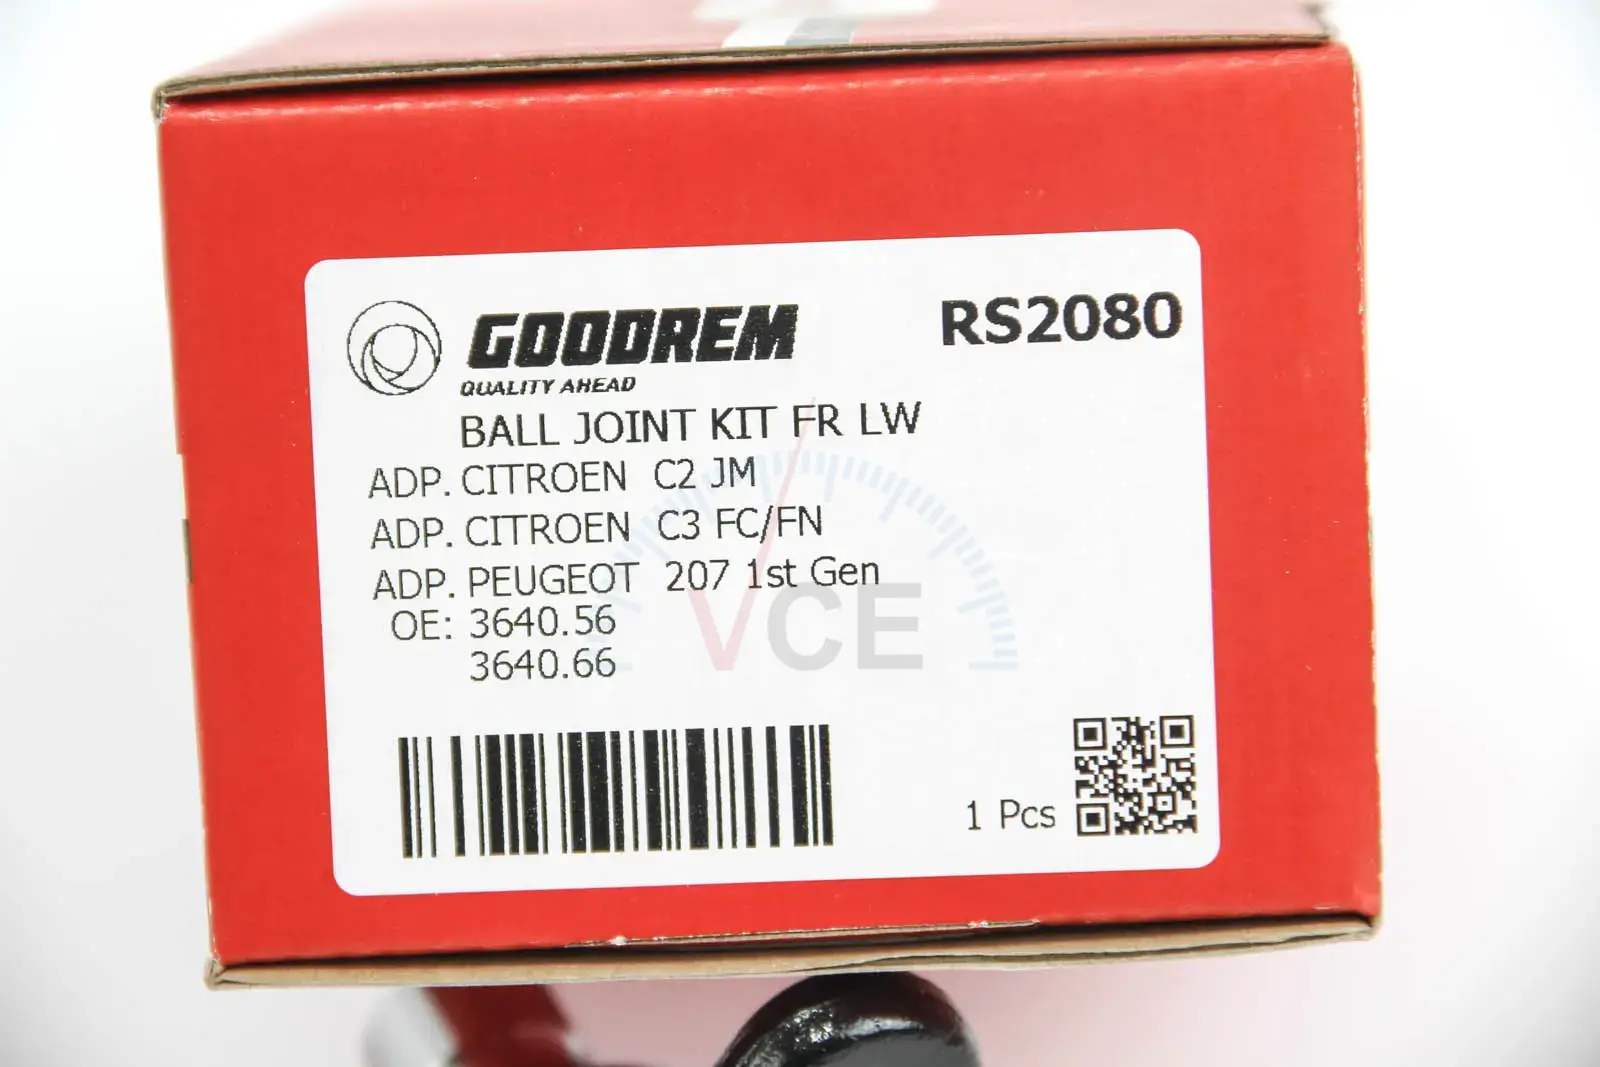 GOODREM
QUALITY AHEAD
RS2080
BALL JOINT KIT FR LW
ADP. CITROEN C2 JM
ADP. CITROEN C3 FC/FN
ADP. PEUGEOT 207 1st Gen
OE: 3640.56
3640.66
VCE
1 Pcs